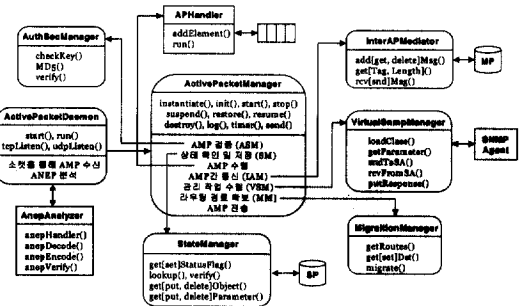 APHandler
addElement()
run()
AuthSecManager
checkKey()
MD5()
verify()
InterAPMediator
add[get, delete]Msg()
get[Tag, Length]()
rcv[snd]Msg()
MP
ActivePacketManager
instantiate(), init(), start(), stop()
suspend(), restore(), resume()
destroy(), log(), timer(), send()
AMP 검증 (ASM)
상태 확인 및 저장 (SM)
AMP 수행
AMP간 통신 (IAM)
관리 작업 수행 (VSM)
라우팅 경로 확보 (MM)
AMP 전송
ActivePacketDaemon
start(), run()
tcpListen(), udpListen()
소켓을 통해 AMP 수신
ANEP 분석
VirtualSnmpManager
loadClass()
getParameter()
sndToSA()
rcvFromSA()
putResponse()
SNMP
Agent
AnepAnalyzer
anepHandler()
anepDecode()
anepEncode()
anepVerify()
StateManager
get[set]StatusFlag()
lookup(), verify()
get[put, delete]Object()
get[put, delete]Parameter()
SP
MigrationManager
getRoutes()
get[set]Dst()
migrate()